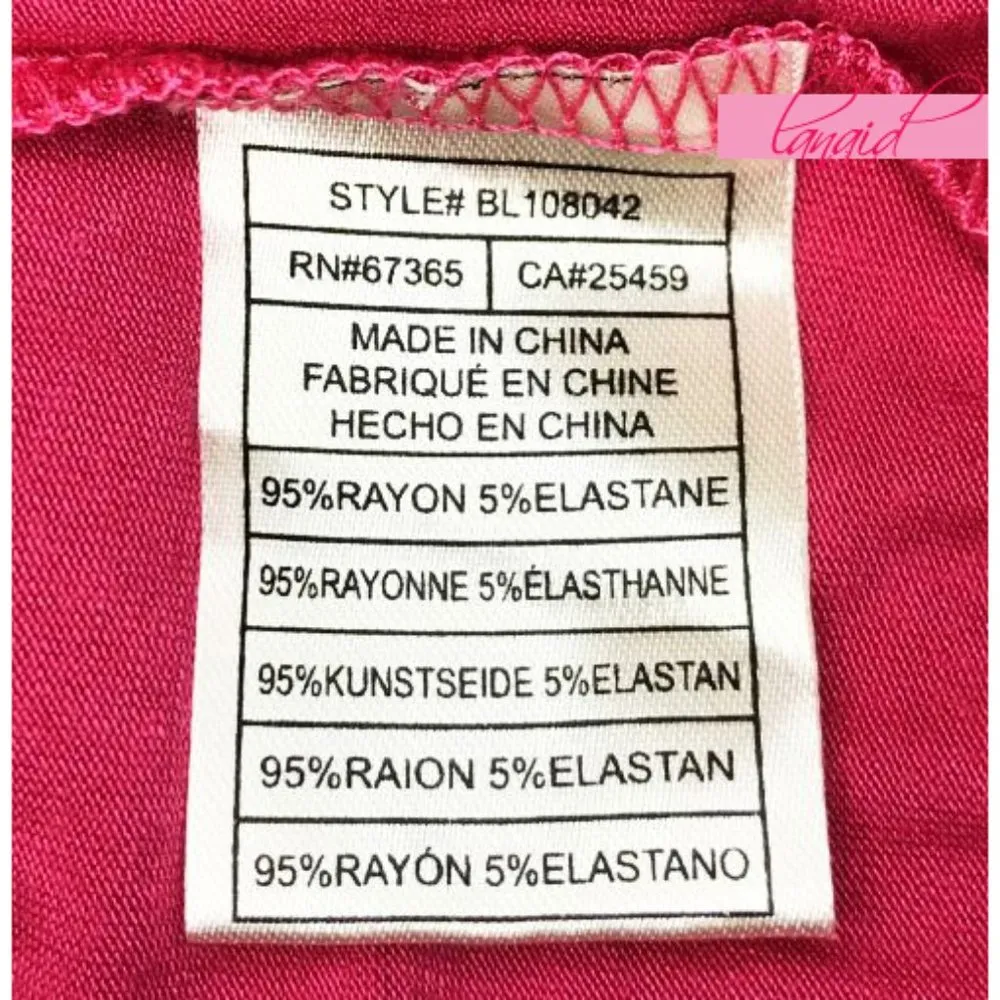 lanaid
STYLE# BL108042
RN#67365 CA#25459
MADE IN CHINA
FABRIQUÉ EN CHINE
HECHO EN CHINA
95%RAYON 5%ELASTANE
95%RAYONNE 5%ÉLASTHANNE
95%KUNSTSEIDE 5%ELASTAN
95%RAION 5%ELASTAN
95%RAYÓN 5%ELASTANO